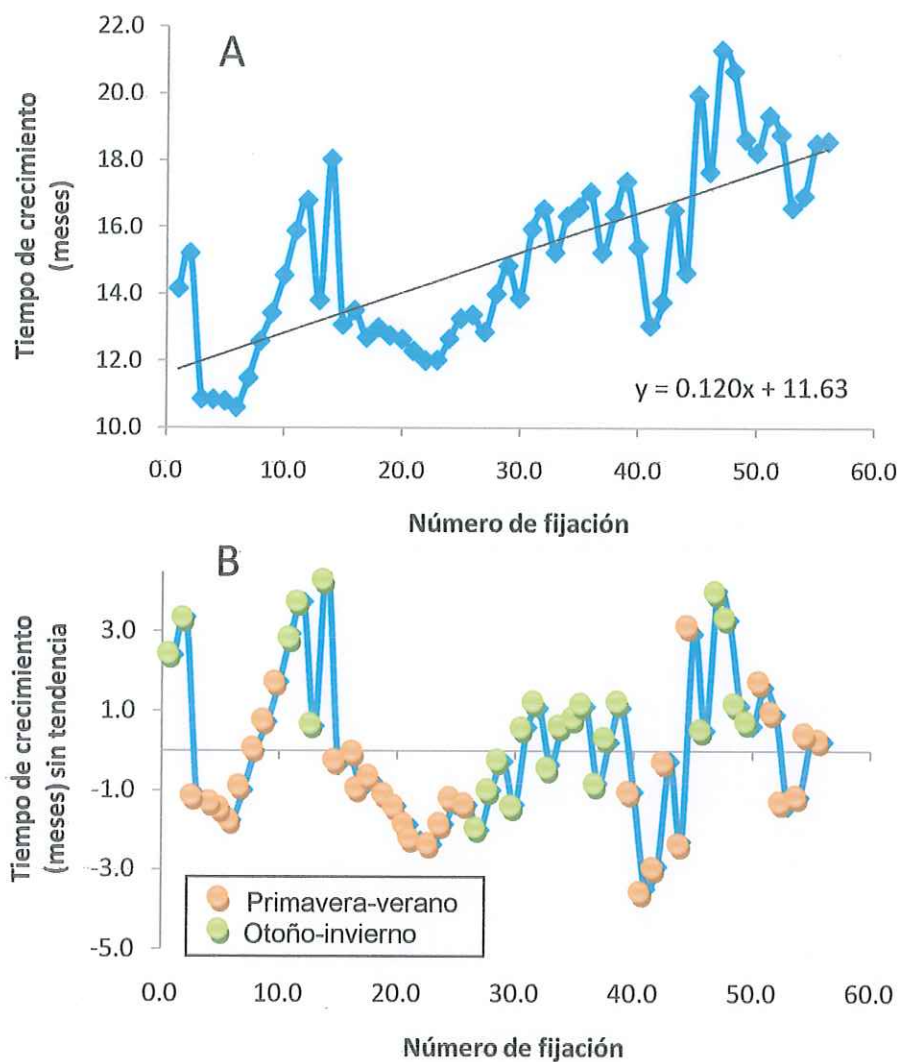 A
Tiempo de crecimiento
(meses)
22.0
20.0
18.0
16.0
14.0
12.0
10.0
y = 0.120x + 11.63
0.0 10.0 20.0 30.0 40.0 50.0 60.0
Número de fijación
B
Tiempo de crecimiento
(meses) sin tendencia
3.0
1.0
-1.0
-3.0
-5.0
Primavera-verano
Otoño-invierno
0.0 10.0 20.0 30.0 40.0 50.0 60.0
Número de fijación